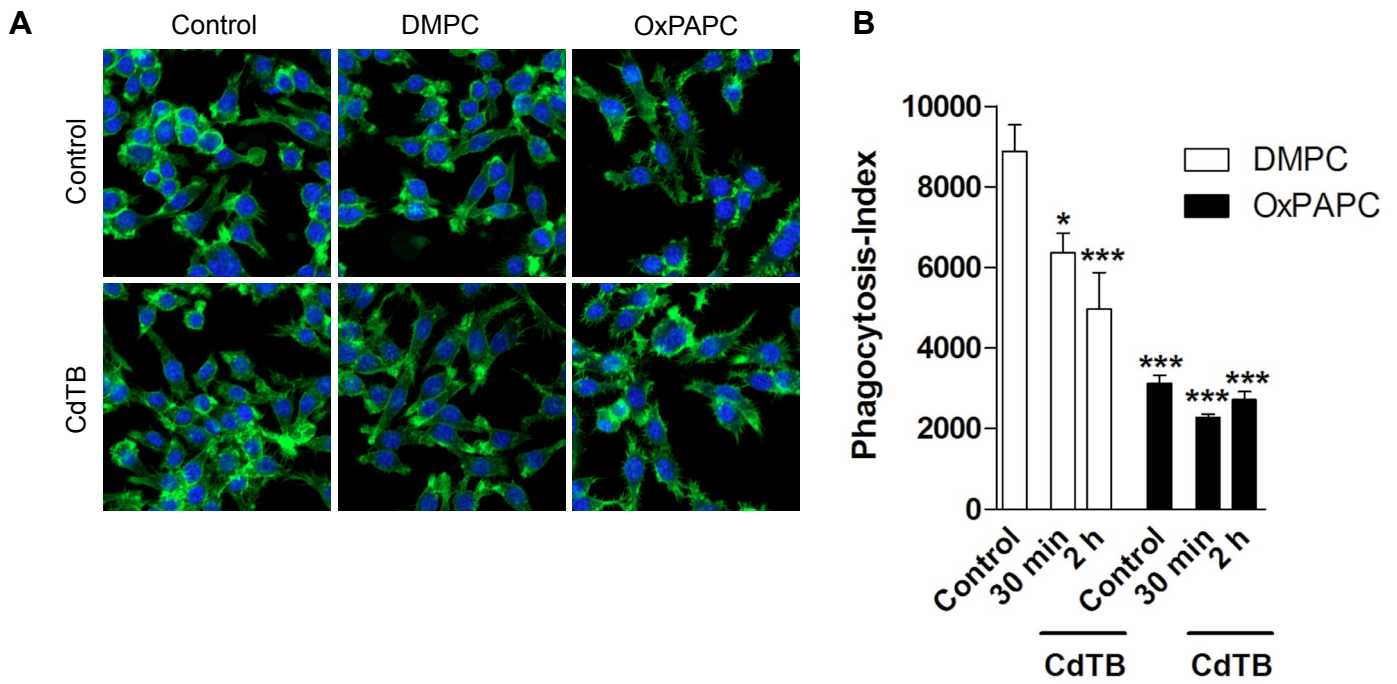 A
Control DMPC OxPAPC
Control
CdTB
B
Phagocytosis-Index
10000
8000
6000
4000
2000
0
DMPC
OxPAPC
*
***
***
***
***
Control 30 min 2 h Control 30 min 2 h
CdTB CdTB